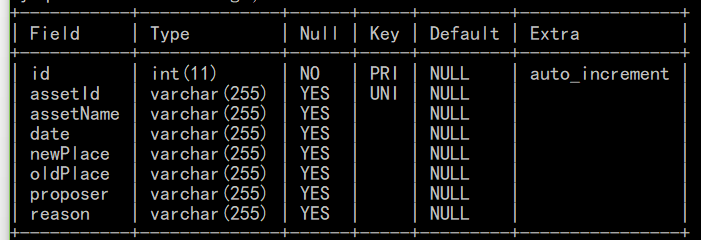 +-----------+--------------+------+-----+---------+----------------+
| Field | Type | Null | Key | Default | Extra |
+-----------+--------------+------+-----+---------+----------------+
| id | int(11) | NO | PRI | NULL | auto_increment |
| assetId | varchar(255) | YES | UNI | NULL | |
| assetName | varchar(255) | YES | | NULL | |
| date | varchar(255) | YES | | NULL | |
| newPlace | varchar(255) | YES | | NULL | |
| oldPlace | varchar(255) | YES | | NULL | |
| proposer | varchar(255) | YES | | NULL | |
| reason | varchar(255) | YES | | NULL | |
+-----------+--------------+------+-----+---------+----------------+